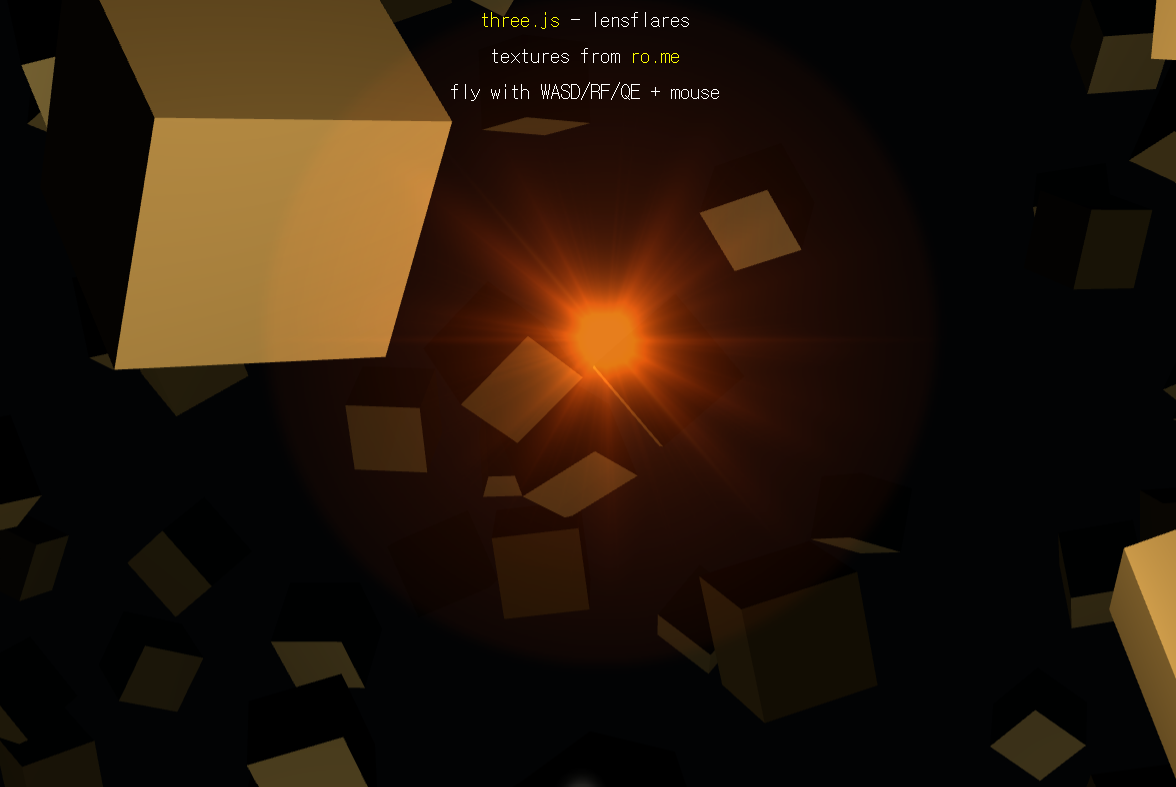 three.js - lensflares
textures from ro.me
fly with WASD/RF/QE + mouse